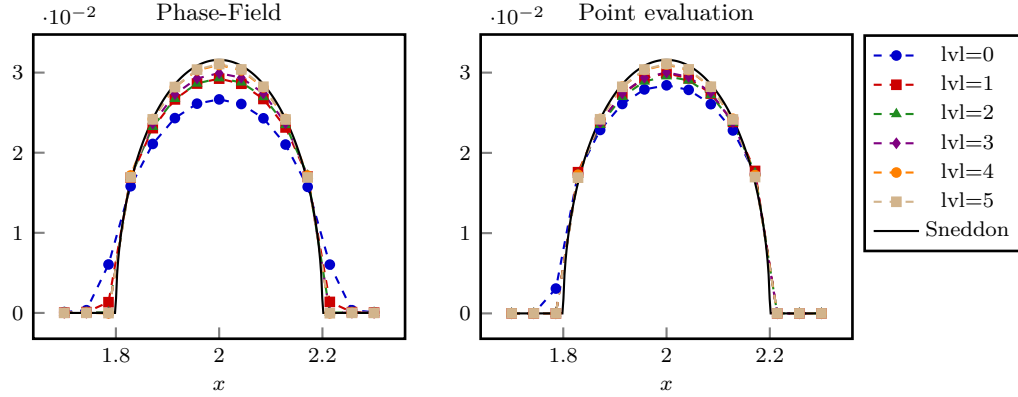 Phase-Field
·10−2
3
2
1
0
1.8
2
2.2
x
Point evaluation
·10−2
3
2
1
0
1.8
2
2.2
x
lvl=0
lvl=1
lvl=2
lvl=3
lvl=4
lvl=5
Sneddon